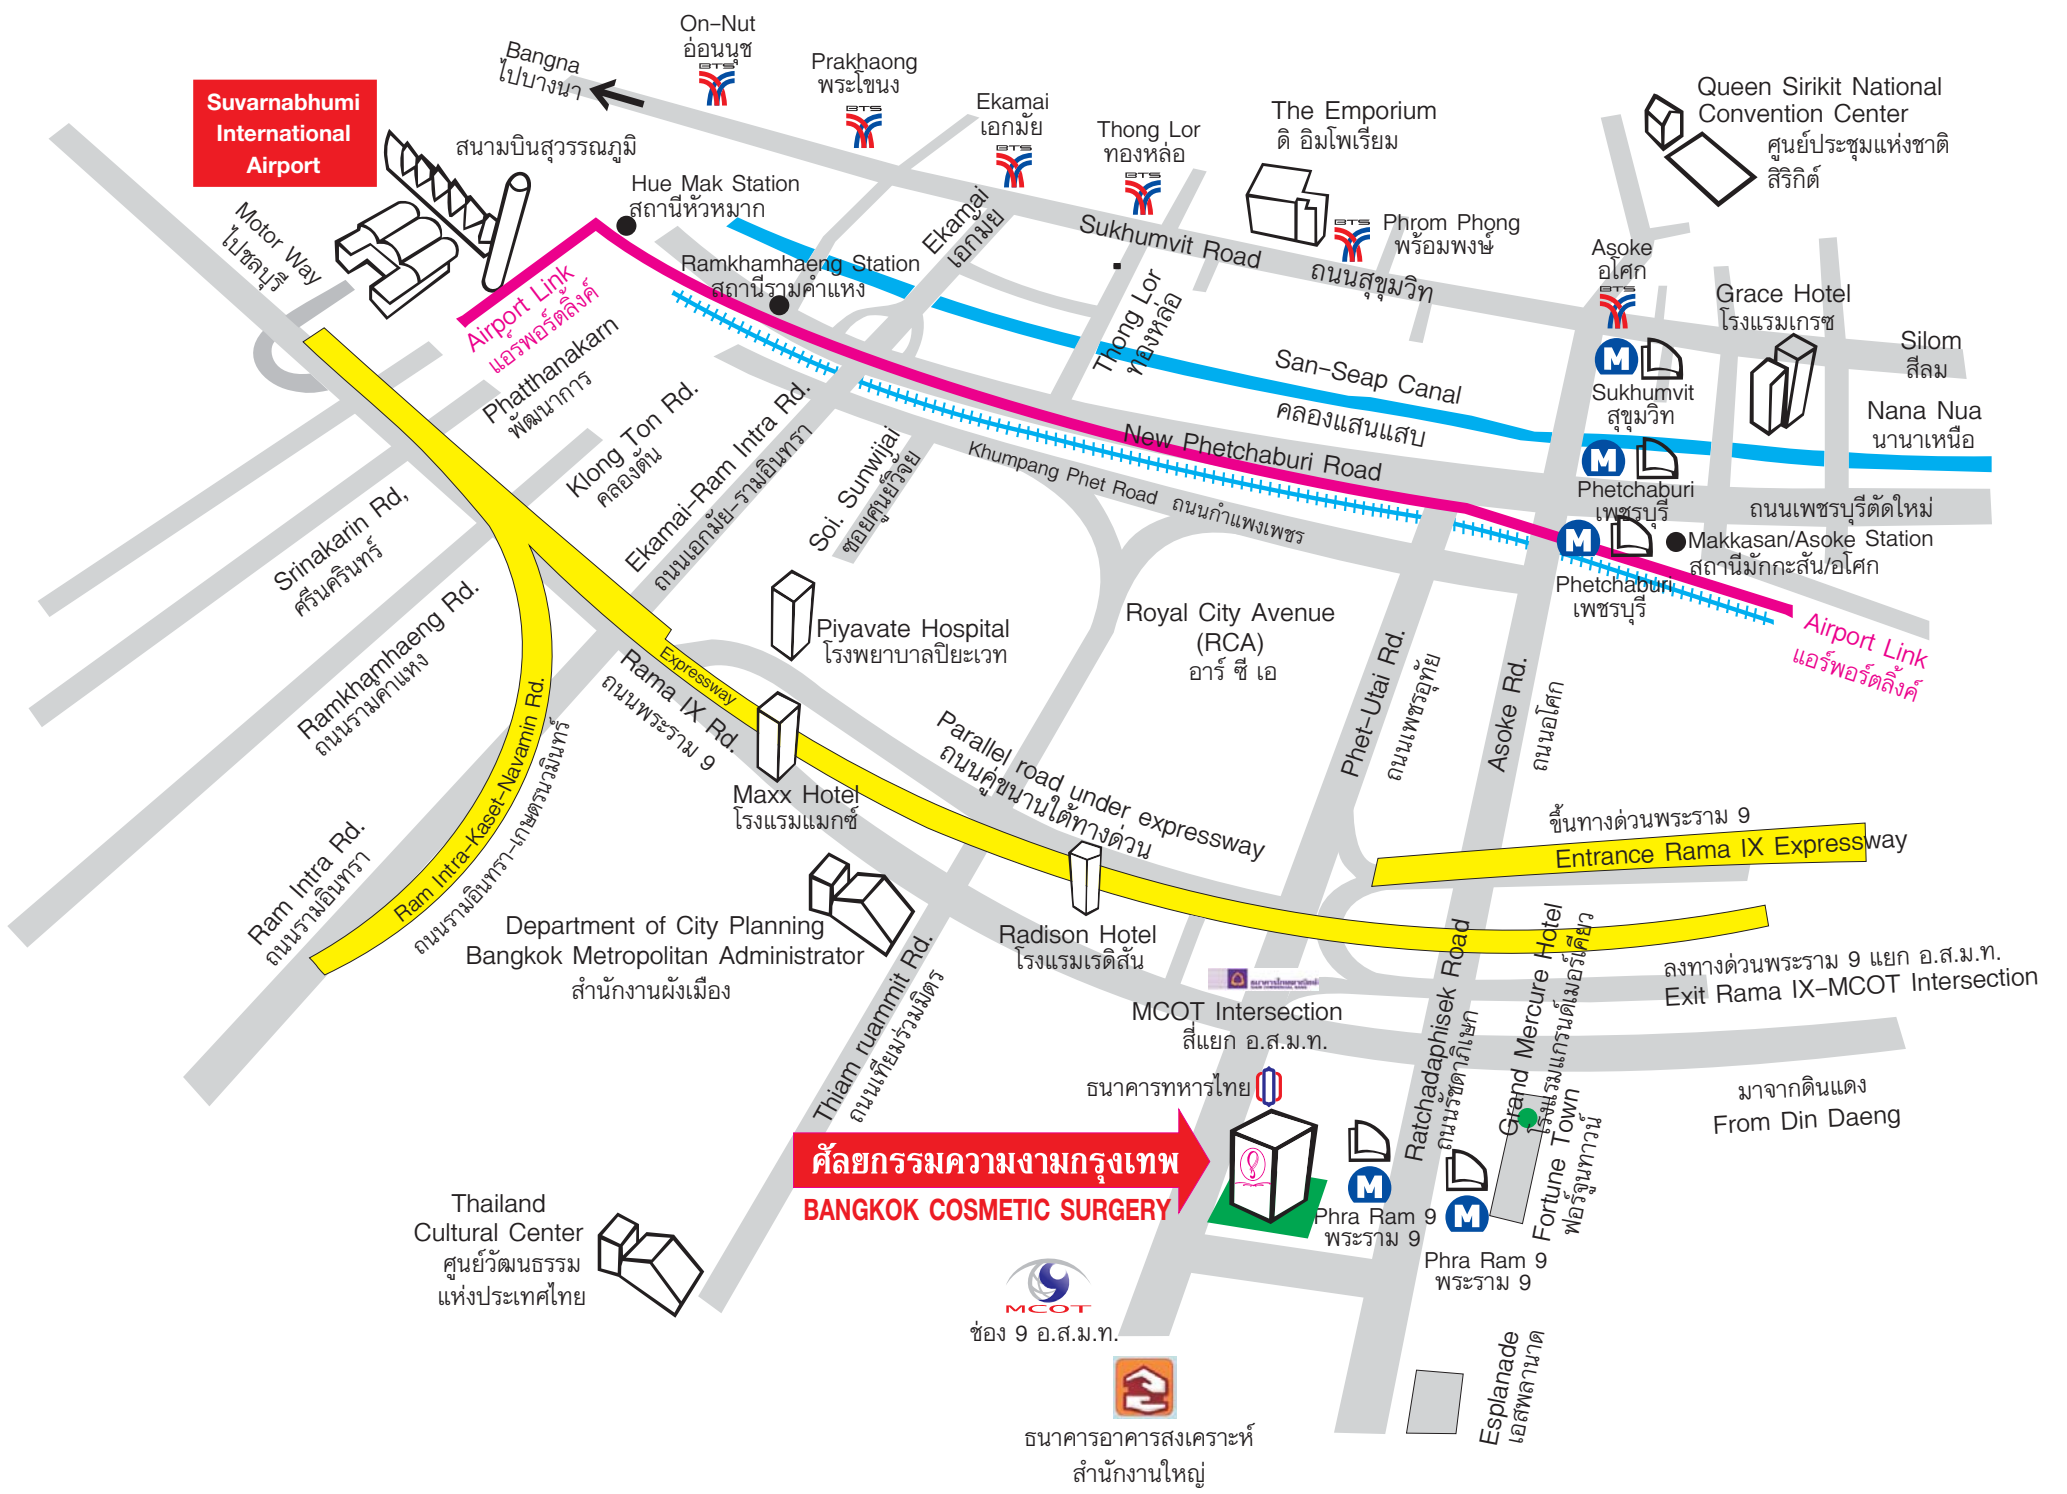 On-Nut
อ่อนนุช
BTS
Bangna
ไปบางนา
Prakhaong
พระโขนง
BTS
Ekamai
เอกมัย
BTS
Thong Lor
ทองหล่อ
BTS
The Emporium
ดิ อิมโพเรียม
Queen Sirikit National
Convention Center
ศูนย์ประชุมแห่งชาติ
สิริกิต์
Suvarnabhumi
International
Airport
สนามบินสุวรรณภูมิ
Hue Mak Station
สถานีหัวหมาก
Motor Way
ไปชลบุรี
Ramkhamhaeng Station
สถานีรามคำแหง
Ekamai
เอกมัย
Sukhumvit Road
ถนนสุขุมวิท
BTS
Phrom Phong
พร้อมพงษ์
Asoke
อโศก
BTS
Grace Hotel
โรงแรมเกรซ
Silom
สีลม
Airport Link
แอร์พอร์ตลิ้งค์
Thong Lor
ทองหล่อ
San-Seap Canal
คลองแสนแสบ
M
Sukhumvit
สุขุมวิท
Nana Nua
นานาเหนือ
Phatthanakarn
พัฒนาการ
Klong Ton Rd.
คลองตัน
Ekamai-Ram Intra Rd.
ถนนเอกมัย-รามอินทรา
Soi. Sunwijai
ซอยศูนย์วิจัย
New Phetchaburi Road
Khumpang Phet Road ถนนกำแพงเพชร
M
Phetchaburi
เพชรบุรี
ถนนเพชรบุรีตัดใหม่
M
Makkasan/Asoke Station
สถานีมักกะสัน/อโศก
Phetchaburi
เพชรบุรี
Airport Link
แอร์พอร์ตลิ้งค์
Srinakarin Rd,
ศรีนครินทร์
Ramkhamhaeng Rd.
ถนนรามคำแหง
Piyavate Hospital
โรงพยาบาลปิยะเวท
Royal City Avenue
(RCA)
อาร์ ซี เอ
Phet-Utai Rd.
ถนนเพชรอุทัย
Asoke Rd.
ถนนอโศก
Expressway
Rama IX Rd.
ถนนพระราม 9
Ram Intra-Kaset-Navamin Rd.
ถนนรามอินทรา-เกษตรนวมินทร์
Ram Intra Rd.
ถนนรามอินทรา
Maxx Hotel
โรงแรมแมกซ์
Parallel road under expressway
ถนนคู่ขนานใต้ทางด่วน
ขึ้นทางด่วนพระราม 9
Entrance Rama IX Expressway
Department of City Planning
Bangkok Metropolitan Administrator
สำนักงานผังเมือง
Radison Hotel
โรงแรมเรดิสัน
Thiam ruammit Rd.
ถนนเทียมร่วมมิตร
ธนาคารไทยพาณิชย์
MCOT Intersection
สี่แยก อ.ส.ม.ท.
ลงทางด่วนพระราม 9 แยก อ.ส.ม.ท.
Exit Rama IX-MCOT Intersection
Ratchadaphisek Road
ถนนรัชดาภิเษก
Grand Mercure Hotel
โรงแรมแกรนด์เมอร์เคียว
Fortune Town
ฟอร์จูนทาวน์
มาจากดินแดง
From Din Daeng
ธนาคารทหารไทย
ศัลยกรรมความงามกรุงเทพ
BANGKOK COSMETIC SURGERY
M
Phra Ram 9
พระราม 9
M
Phra Ram 9
พระราม 9
Thailand
Cultural Center
ศูนย์วัฒนธรรม
แห่งประเทศไทย
MCOT
ช่อง 9 อ.ส.ม.ท.
Esplanade
เอสพลานาด
ธนาคารอาคารสงเคราะห์
สำนักงานใหญ่